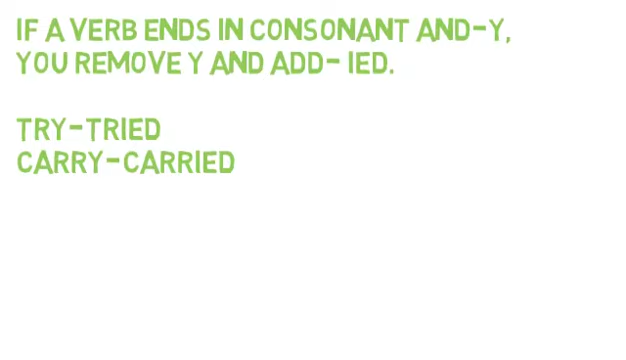 IF A VERB ENDS IN CONSONANT AND-Y,
YOU REMOVE Y AND ADD- IED.
TRY-TRIED
CARRY-CARRIED